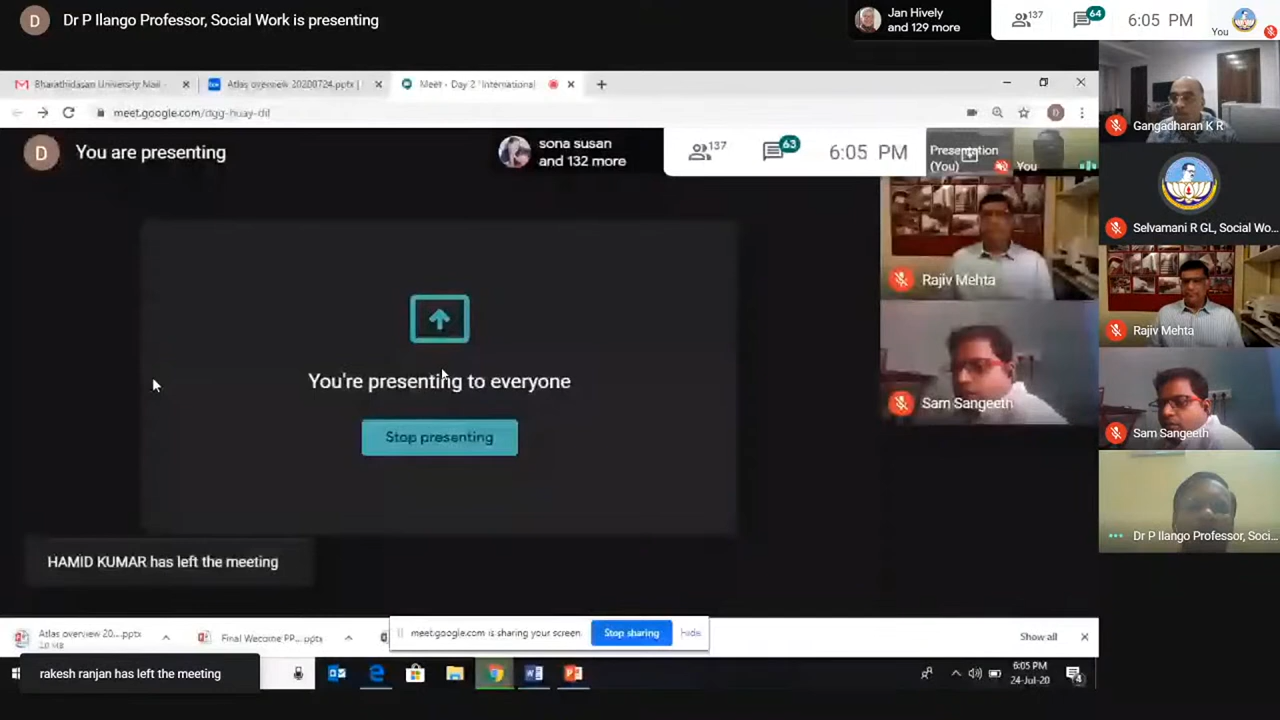 D
Dr P Ilango Professor, Social Work is presenting
Jan Hively
and 129 more
137
64
6:05 PM
You
Bharathidasan University Mail
Atlas overview 20200724.pptx |
Meet - Day 2 "International
meet.google.com/dgg-huay-dif
D
D
You are presenting
sona susan
and 132 more
137
63
6:05 PM
Presentation
(You)
You
Rajiv Mehta
Sam Sangeeth
You're presenting to everyone
Stop presenting
HAMID KUMAR has left the meeting
Gangadharan K R
Selvamani R GL, Social Wo...
Rajiv Mehta
Sam Sangeeth
Dr P Ilango Professor, Soci...
Atlas overview 20....pptx
Final Wecome PP....pptx
meet.google.com is sharing your screen.
Stop sharing
Hide
Show all
rakesh ranjan has left the meeting
6:05 PM
24-Jul-20
4